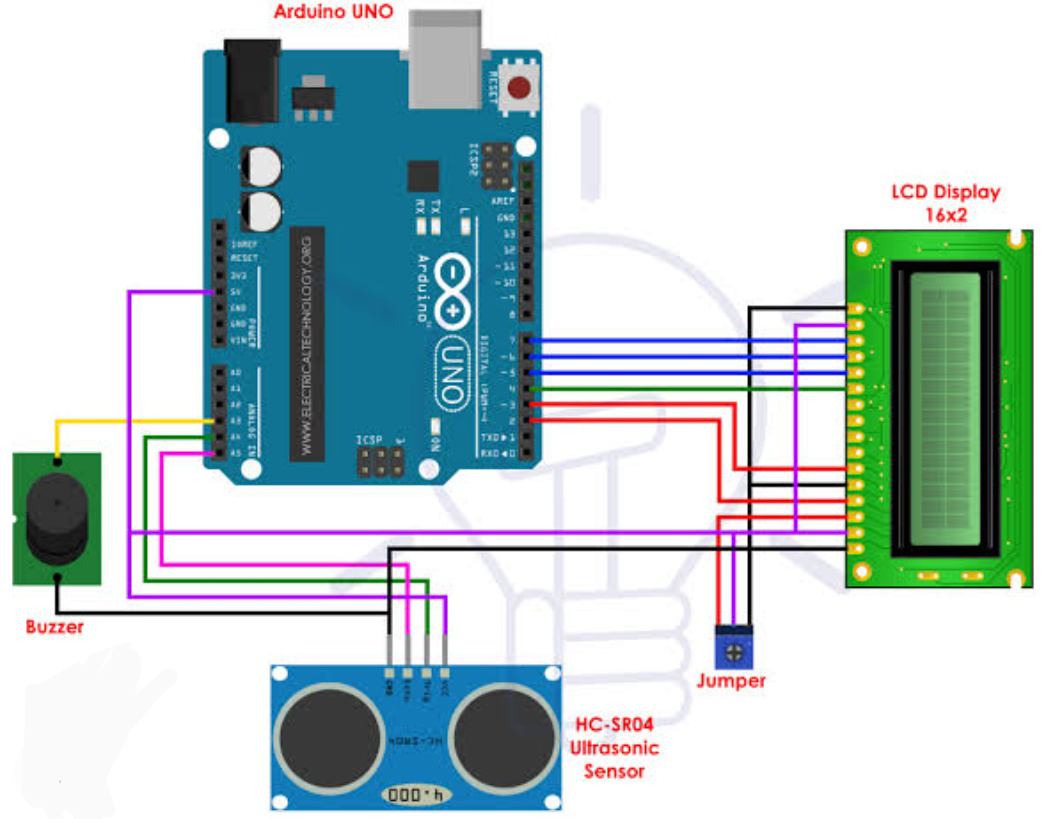 Arduino UNO
RESET
ICSP2
AREF
GND
13
12
~11
~10
~9
8
7
~6
~5
4
~3
2
TXD▶1
RXD◀0
DIGITAL (PWM~)
TX
RX
L
Arduino™
UNO
ON
ICSP
WWW.ELECTRICALTECHNOLOGY.ORG
IOREF
RESET
3V3
5V
GND
GND
VIN
POWER
A0
A1
A2
A3
A4
A5
ANALOG IN
LCD Display
16x2
Buzzer
Jumper
GND
Echo
Trig
VCC
HC-SR04
4.000
HC-SR04
Ultrasonic
Sensor